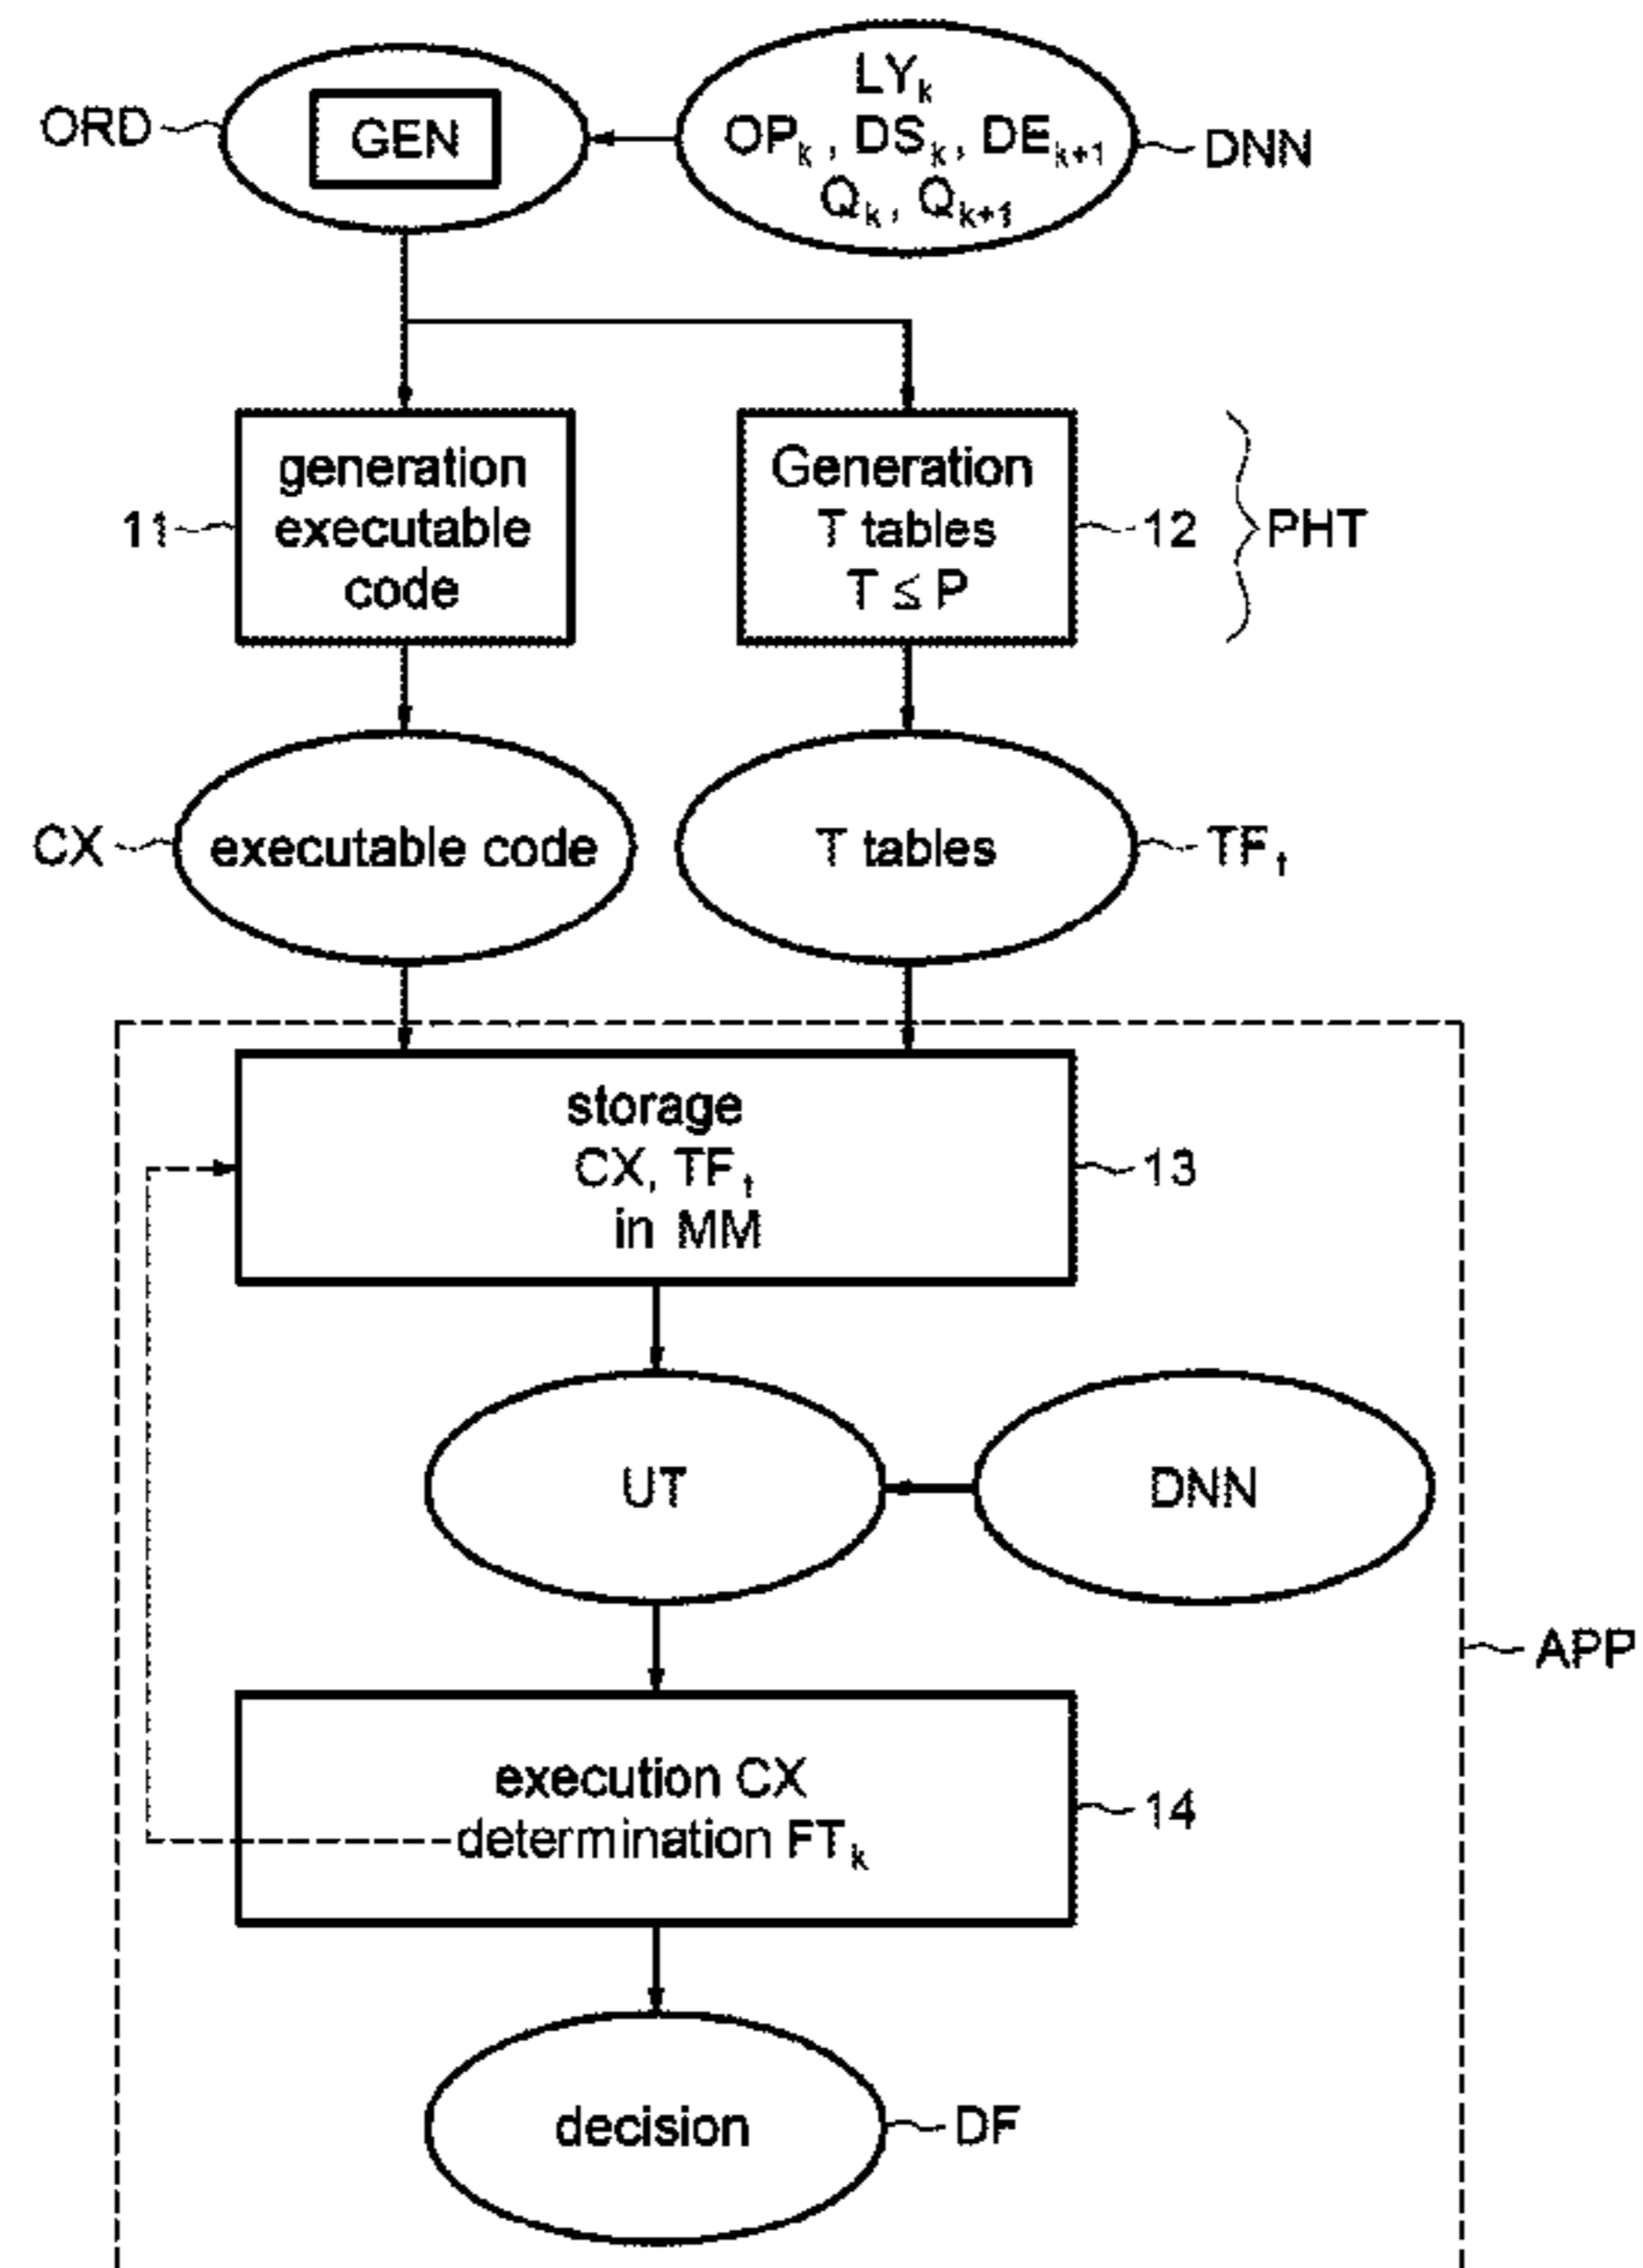 ORD
GEN
LYk
OPk, DSk, DEk+1
Qk, Qk+1
DNN
11
generation
executable
code
Generation
T tables
T ≤ P
12
PHT
CX
executable code
T tables
TFt
storage
CX, TFt
in MM
13
UT
DNN
APP
execution CX
determination FTk
14
decision
DF